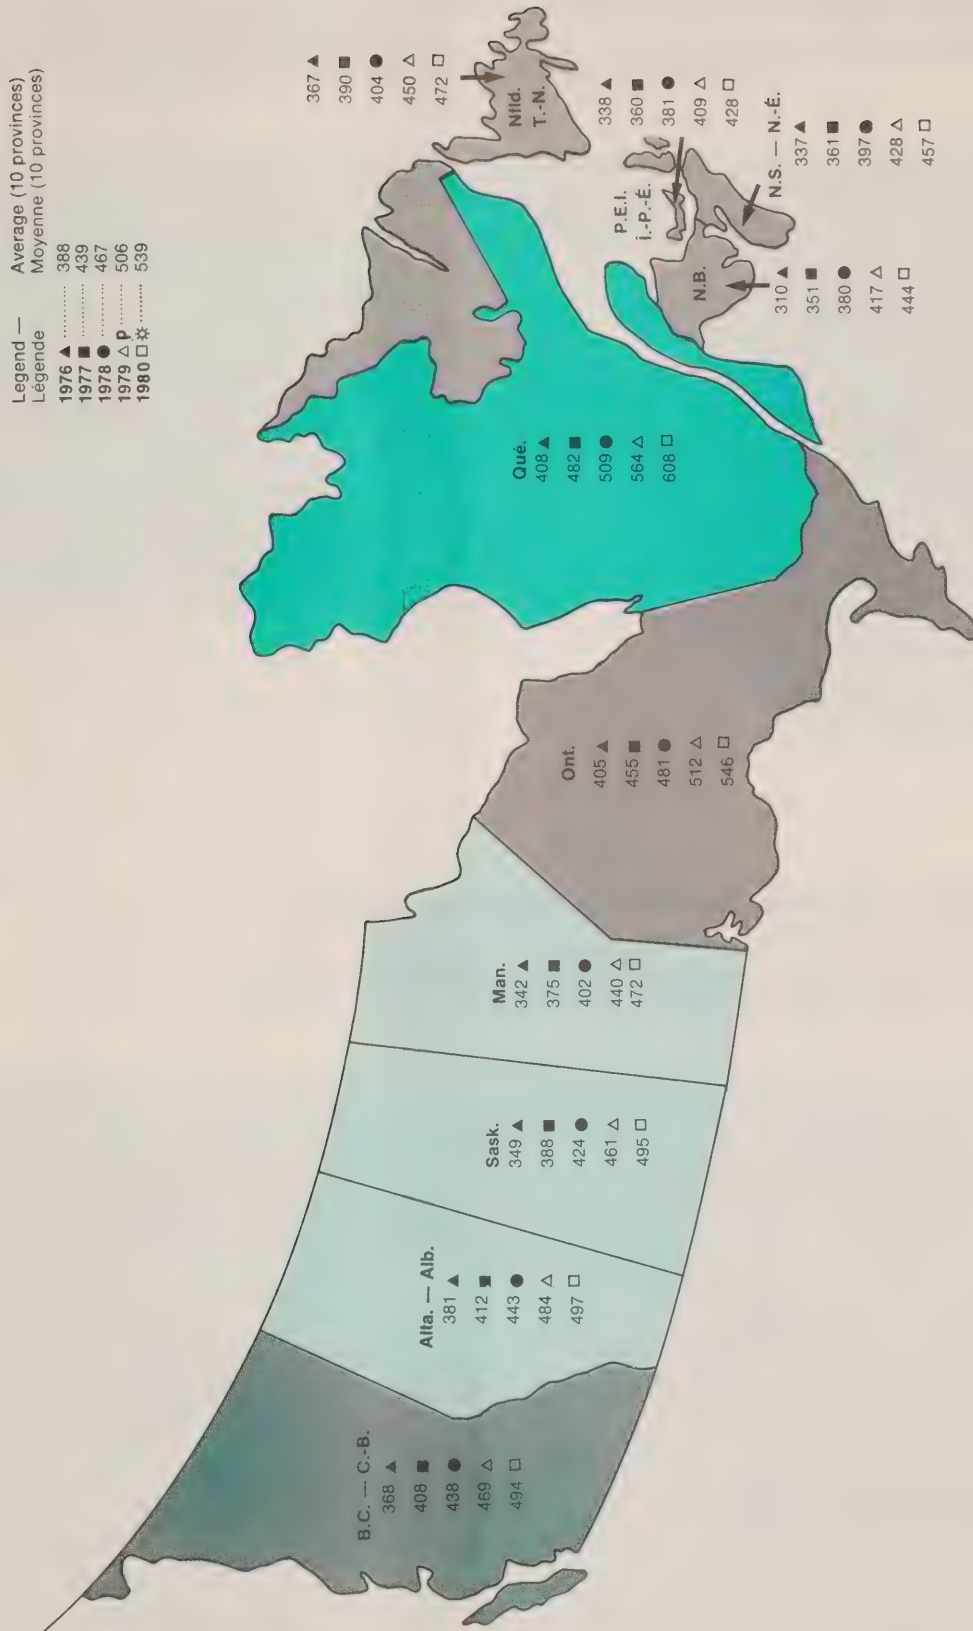 Legend — Average (10 provinces)
Légende Moyenne (10 provinces)
1976 ▲ .......... 388
1977 ■ .......... 439
1978 ● .......... 467
1979 △ p ....... 506
1980 □ ☼ .......... 539
B.C. — C.-B.
368 ▲
408 ■
438 ●
469 △
494 □
Alta. — Alb.
381 ▲
412 ■
443 ●
484 △
497 □
Sask.
349 ▲
388 ■
424 ●
461 △
495 □
Man.
342 ▲
375 ■
402 ●
440 △
472 □
Ont.
405 ▲
455 ■
481 ●
512 △
546 □
Qué.
408 ▲
482 ■
509 ●
564 △
608 □
Nfld.
T.-N.
367 ▲
390 ■
404 ●
450 △
472 □
P.E.I.
Î.-P.-É.
338 ▲
360 ■
381 ●
409 △
428 □
N.B.
310 ▲
351 ■
380 ●
417 △
444 □
N.S. — N.-É.
337 ▲
361 ■
397 ●
428 △
457 □